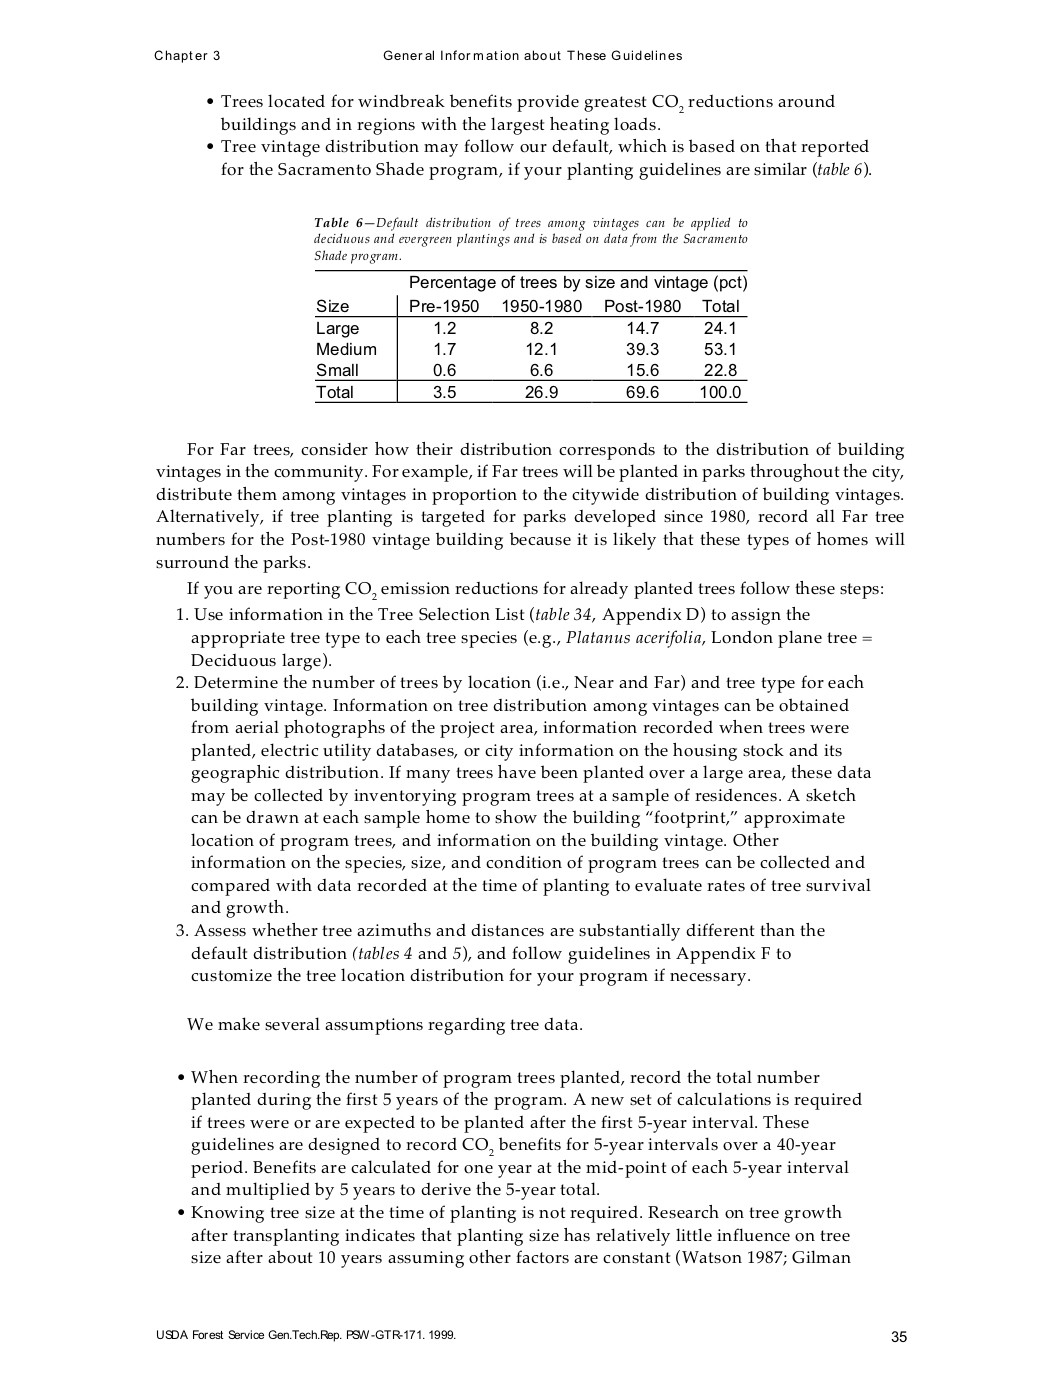 Chapter 3 General Information about These Guidelines
• Trees located for windbreak benefits provide greatest CO2 reductions around
buildings and in regions with the largest heating loads.
• Tree vintage distribution may follow our default, which is based on that reported
for the Sacramento Shade program, if your planting guidelines are similar (table 6).
Table 6—Default distribution of trees among vintages can be applied to
deciduous and evergreen plantings and is based on data from the Sacramento
Shade program.
Percentage of trees by size and vintage (pct)
Size Pre-1950 1950-1980 Post-1980 Total
Large 1.2 8.2 14.7 24.1
Medium 1.7 12.1 39.3 53.1
Small 0.6 6.6 15.6 22.8
Total 3.5 26.9 69.6 100.0
For Far trees, consider how their distribution corresponds to the distribution of building
vintages in the community. For example, if Far trees will be planted in parks throughout the city,
distribute them among vintages in proportion to the citywide distribution of building vintages.
Alternatively, if tree planting is targeted for parks developed since 1980, record all Far tree
numbers for the Post-1980 vintage building because it is likely that these types of homes will
surround the parks.
If you are reporting CO2 emission reductions for already planted trees follow these steps:
1. Use information in the Tree Selection List (table 34, Appendix D) to assign the
appropriate tree type to each tree species (e.g., Platanus acerifolia, London plane tree =
Deciduous large).
2. Determine the number of trees by location (i.e., Near and Far) and tree type for each
building vintage. Information on tree distribution among vintages can be obtained
from aerial photographs of the project area, information recorded when trees were
planted, electric utility databases, or city information on the housing stock and its
geographic distribution. If many trees have been planted over a large area, these data
may be collected by inventorying program trees at a sample of residences. A sketch
can be drawn at each sample home to show the building “footprint,” approximate
location of program trees, and information on the building vintage. Other
information on the species, size, and condition of program trees can be collected and
compared with data recorded at the time of planting to evaluate rates of tree survival
and growth.
3. Assess whether tree azimuths and distances are substantially different than the
default distribution (tables 4 and 5), and follow guidelines in Appendix F to
customize the tree location distribution for your program if necessary.
We make several assumptions regarding tree data.
• When recording the number of program trees planted, record the total number
planted during the first 5 years of the program. A new set of calculations is required
if trees were or are expected to be planted after the first 5-year interval. These
guidelines are designed to record CO2 benefits for 5-year intervals over a 40-year
period. Benefits are calculated for one year at the mid-point of each 5-year interval
and multiplied by 5 years to derive the 5-year total.
• Knowing tree size at the time of planting is not required. Research on tree growth
after transplanting indicates that planting size has relatively little influence on tree
size after about 10 years assuming other factors are constant (Watson 1987; Gilman
USDA Forest Service Gen.Tech.Rep. PSW-GTR-171. 1999. 35